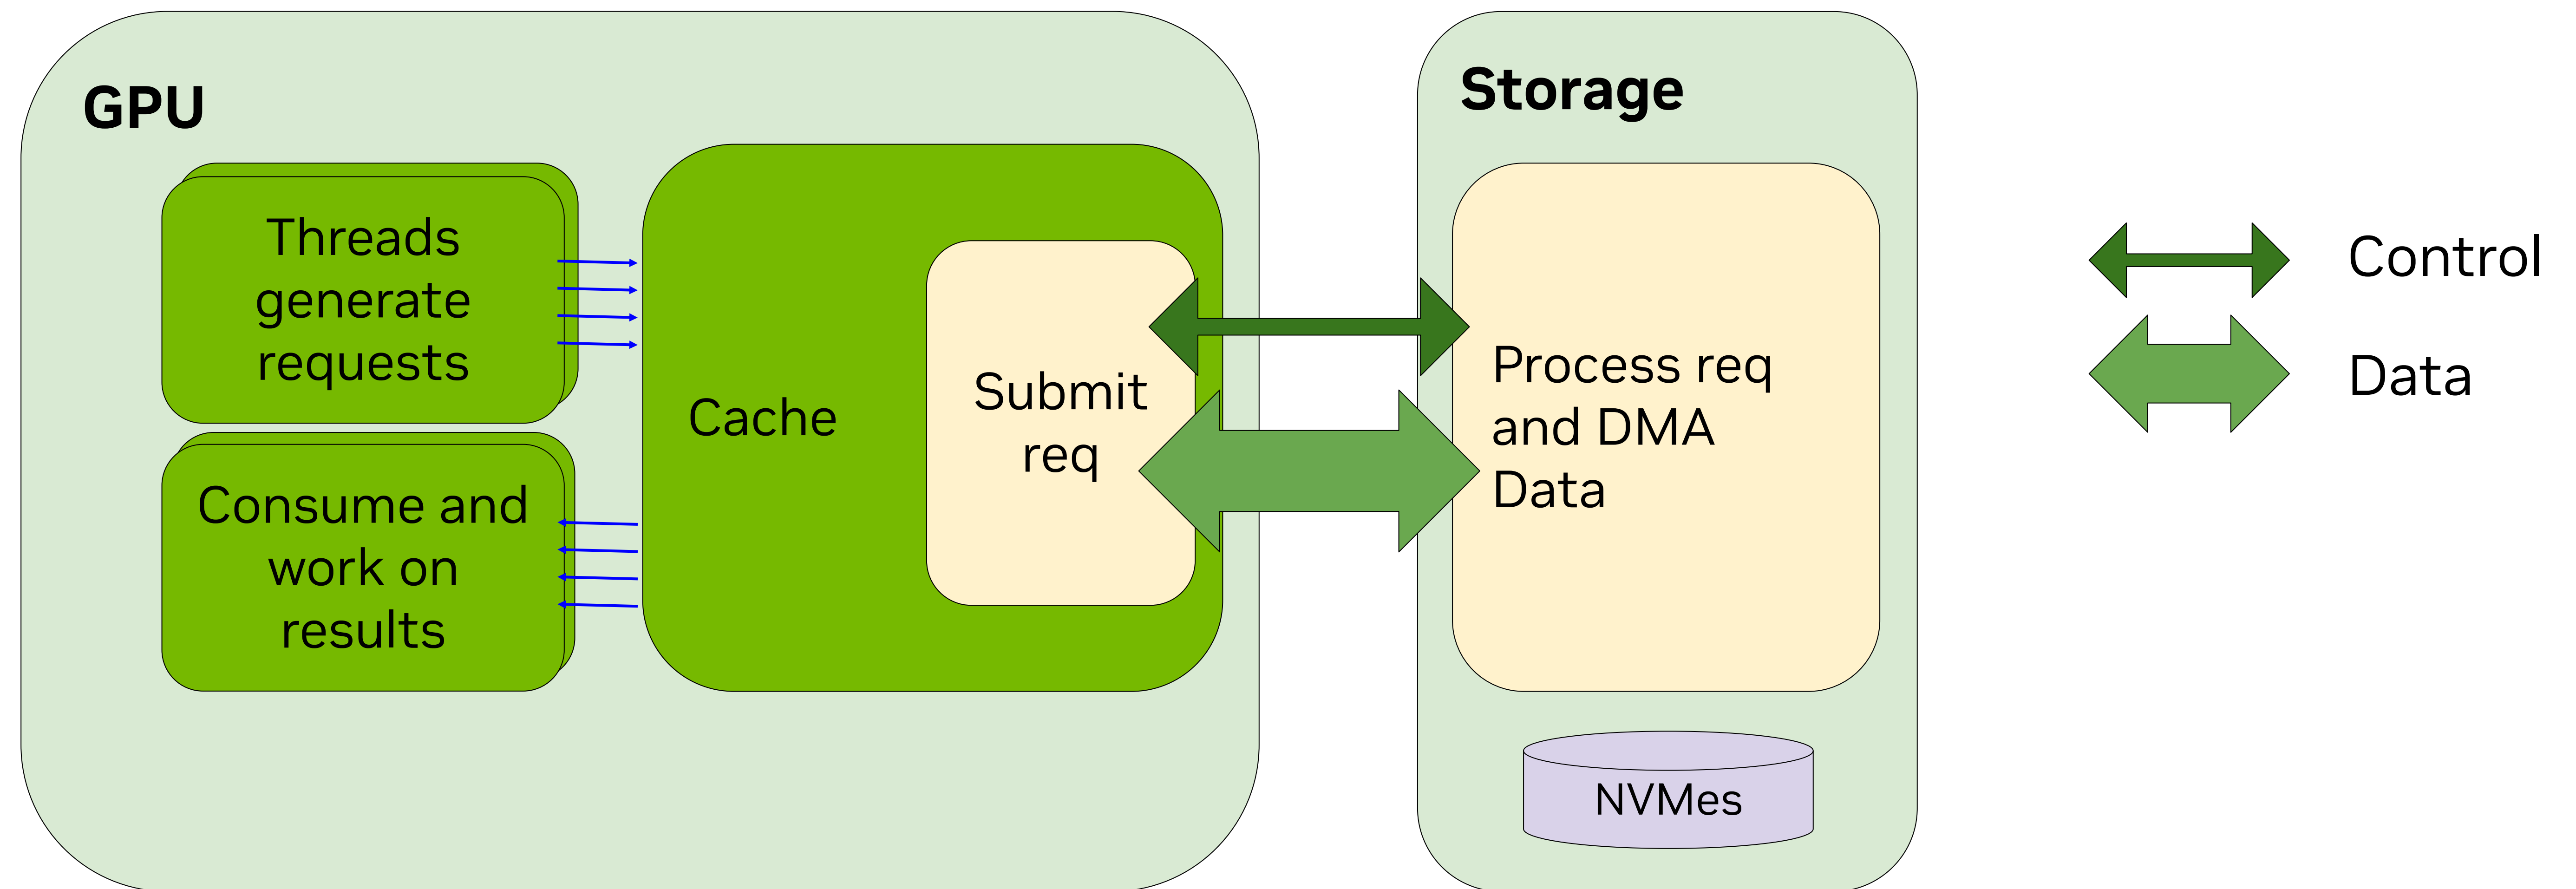 GPU
Threads
generate
requests
Consume and
work on
results
Cache
Submit
req
Storage
Process req
and DMA
Data
NVMes
Control
Data